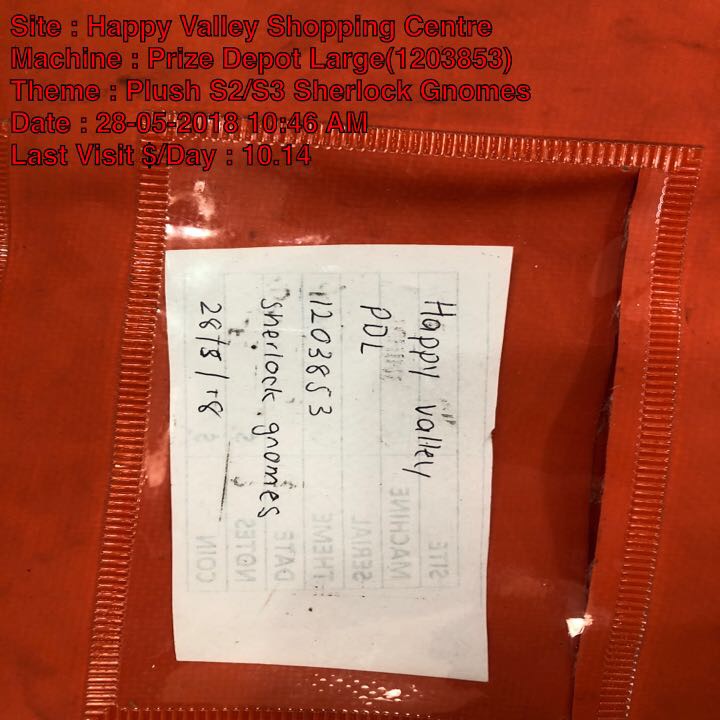 Site : Happy Valley Shopping Centre
Machine : Prize Depot Large(1203853)
Theme : Plush S2/S3 Sherlock Gnomes
Date : 28-05-2018 10:46 AM
Last Visit $/Day : 10.14
Happy valley
PDL
1203853
Sherlock gnomes
28/5/18
SITE
MACHINE
SERIAL
THEME
DATE
NOTES $
COIN $